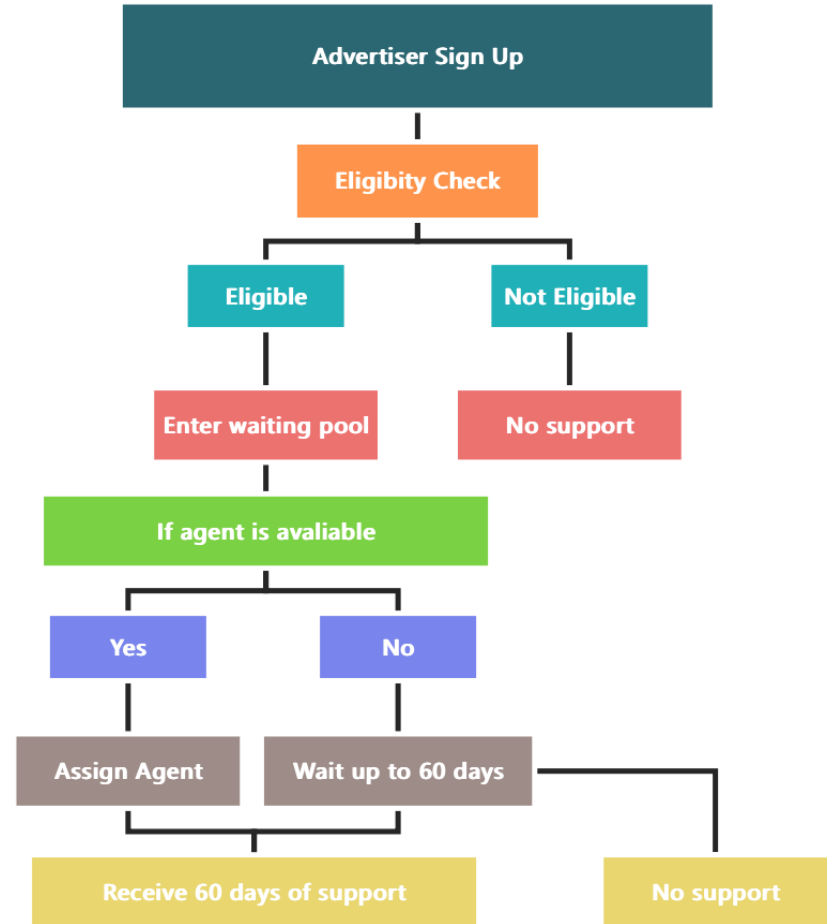 Advertiser Sign Up
Eligibity Check
Eligible
Not Eligible
Enter waiting pool
No support
If agent is avaliable
Yes
No
Assign Agent
Wait up to 60 days
Receive 60 days of support
No support